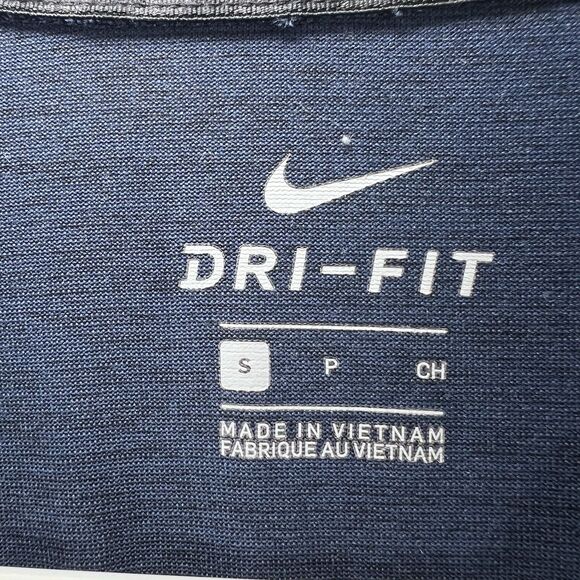 DRI-FIT
S P CH
MADE IN VIETNAM
FABRIQUE AU VIETNAM